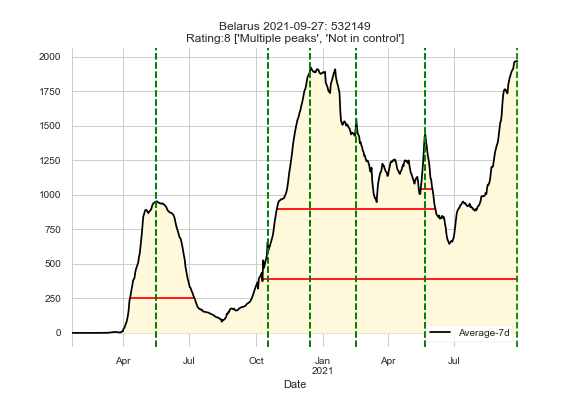 Belarus 2021-09-27: 532149
Rating:8 ['Multiple peaks', 'Not in control']
2000
1750
1500
1250
1000
750
500
250
0
Average-7d
Apr Jul Oct Jan Apr Jul
2021
Date